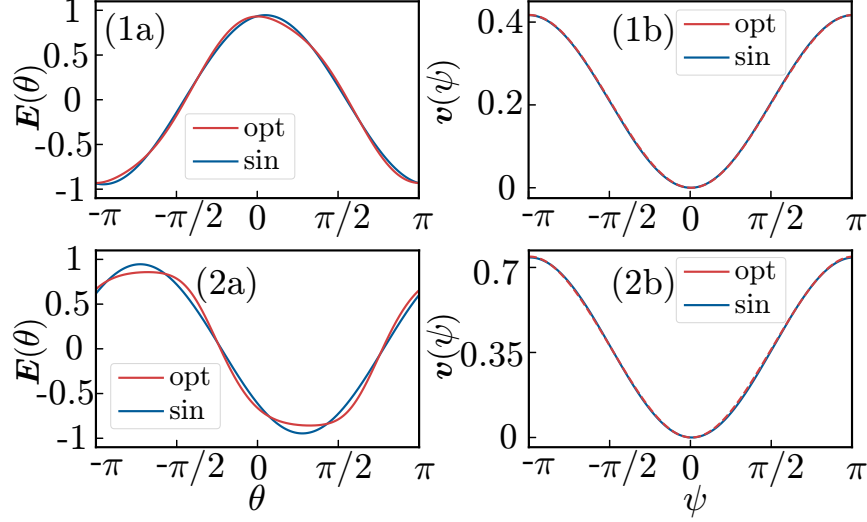 (1a)
E(θ)
1
0.5
0
-0.5
-1
opt
sin
-π
-π/2
0
π/2
π
(1b)
v(ψ)
0.4
0.2
0
opt
sin
-π
-π/2
0
π/2
π
(2a)
E(θ)
1
0.5
0
-0.5
-1
opt
sin
-π
-π/2
0
π/2
π
θ
(2b)
v(ψ)
0.7
0.35
0
opt
sin
-π
-π/2
0
π/2
π
ψ